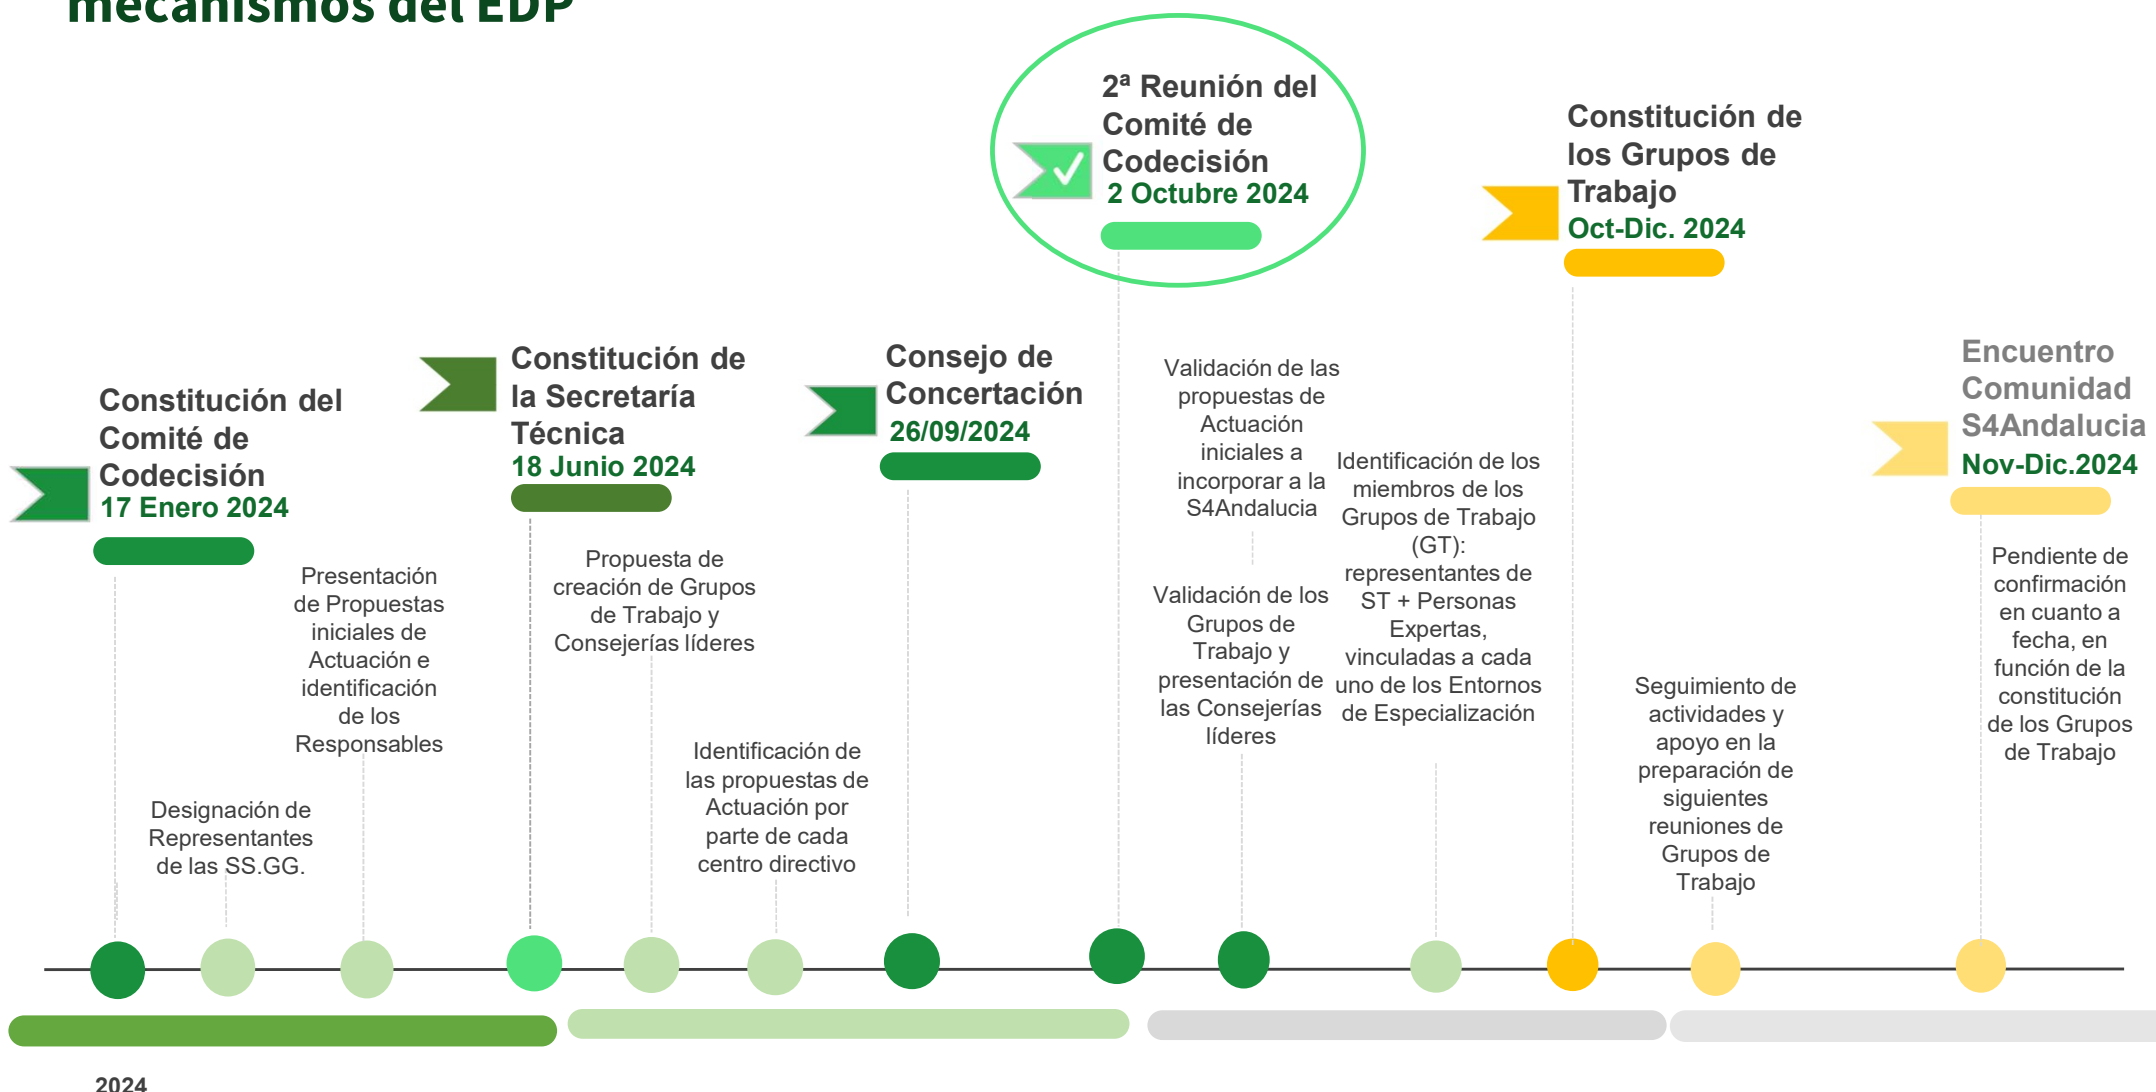 mecanismos del EDP
2ª Reunión del
Comité de
Codecisión
2 Octubre 2024
Constitución de
los Grupos de
Trabajo
Oct-Dic. 2024
Constitución del
Comité de
Codecisión
17 Enero 2024
Constitución de
la Secretaría
Técnica
18 Junio 2024
Consejo de
Concertación
26/09/2024
Encuentro
Comunidad
S4Andalucia
Nov-Dic.2024
Designación de
Representantes
de las SS.GG.
Presentación
de Propuestas
iniciales de
Actuación e
identificación
de los
Responsables
Propuesta de
creación de Grupos
de Trabajo y
Consejerías líderes
Identificación de
las propuestas de
Actuación por
parte de cada
centro directivo
Validación de las
propuestas de
Actuación
iniciales a
incorporar a la
S4Andalucia
Validación de los
Grupos de
Trabajo y
presentación de
las Consejerías
líderes
Identificación de los
miembros de los
Grupos de Trabajo
(GT):
representantes de
ST + Personas
Expertas,
vinculadas a cada
uno de los Entornos
de Especialización
Seguimiento de
actividades y
apoyo en la
preparación de
siguientes
reuniones de
Grupos de
Trabajo
Pendiente de
confirmación
en cuanto a
fecha, en
función de la
constitución
de los Grupos
de Trabajo
2024